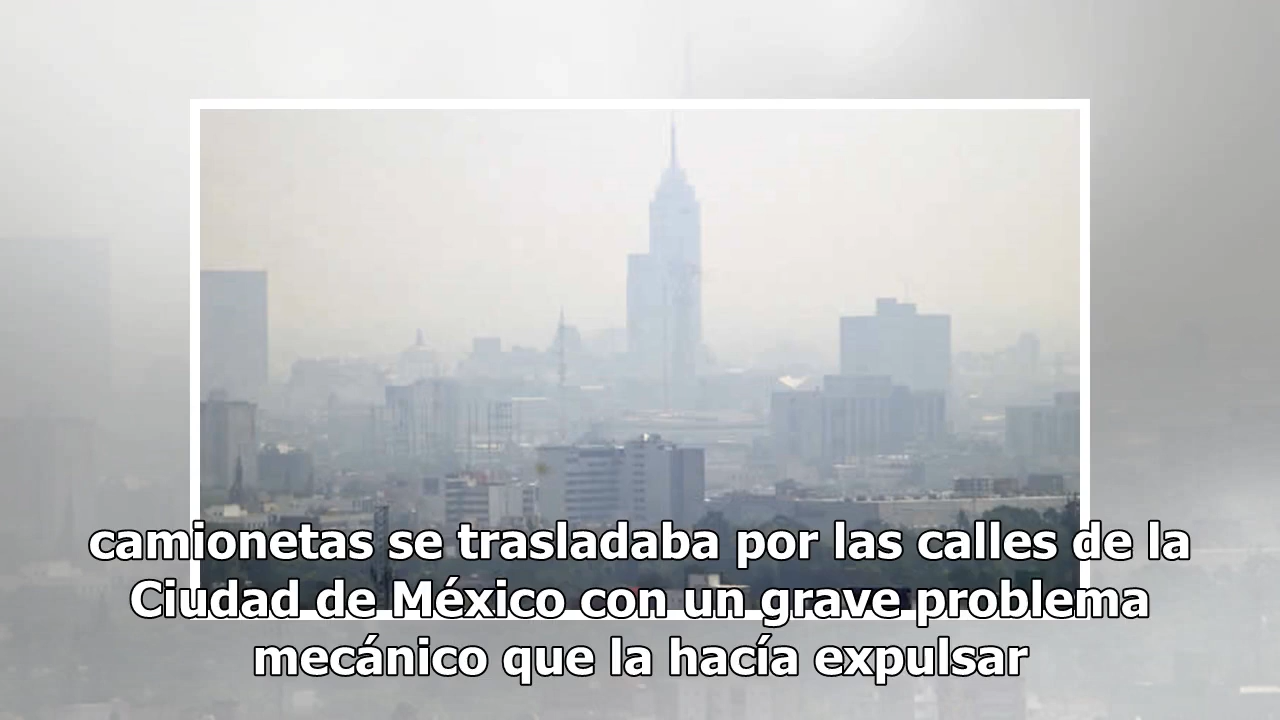 camionetas se trasladaba por las calles de la
Ciudad de México con un grave problema
mecánico que la hacía expulsar